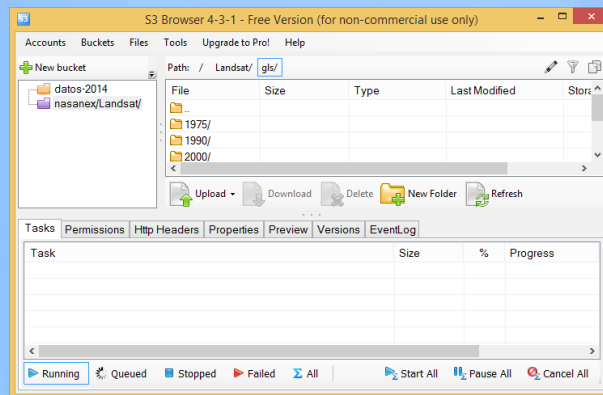 S3 Browser 4-3-1 - Free Version (for non-commercial use only)
Accounts Buckets Files Tools Upgrade to Pro! Help
New bucket
Path: / Landsat/ gls/
datos-2014
nasanex/Landsat/
File Size Type Last Modified Stora
..
1975/
1990/
2000/
Upload Download Delete New Folder Refresh
Tasks Permissions Http Headers Properties Preview Versions EventLog
Task Size % Progress
Running Queued Stopped Failed All Start All Pause All Cancel All